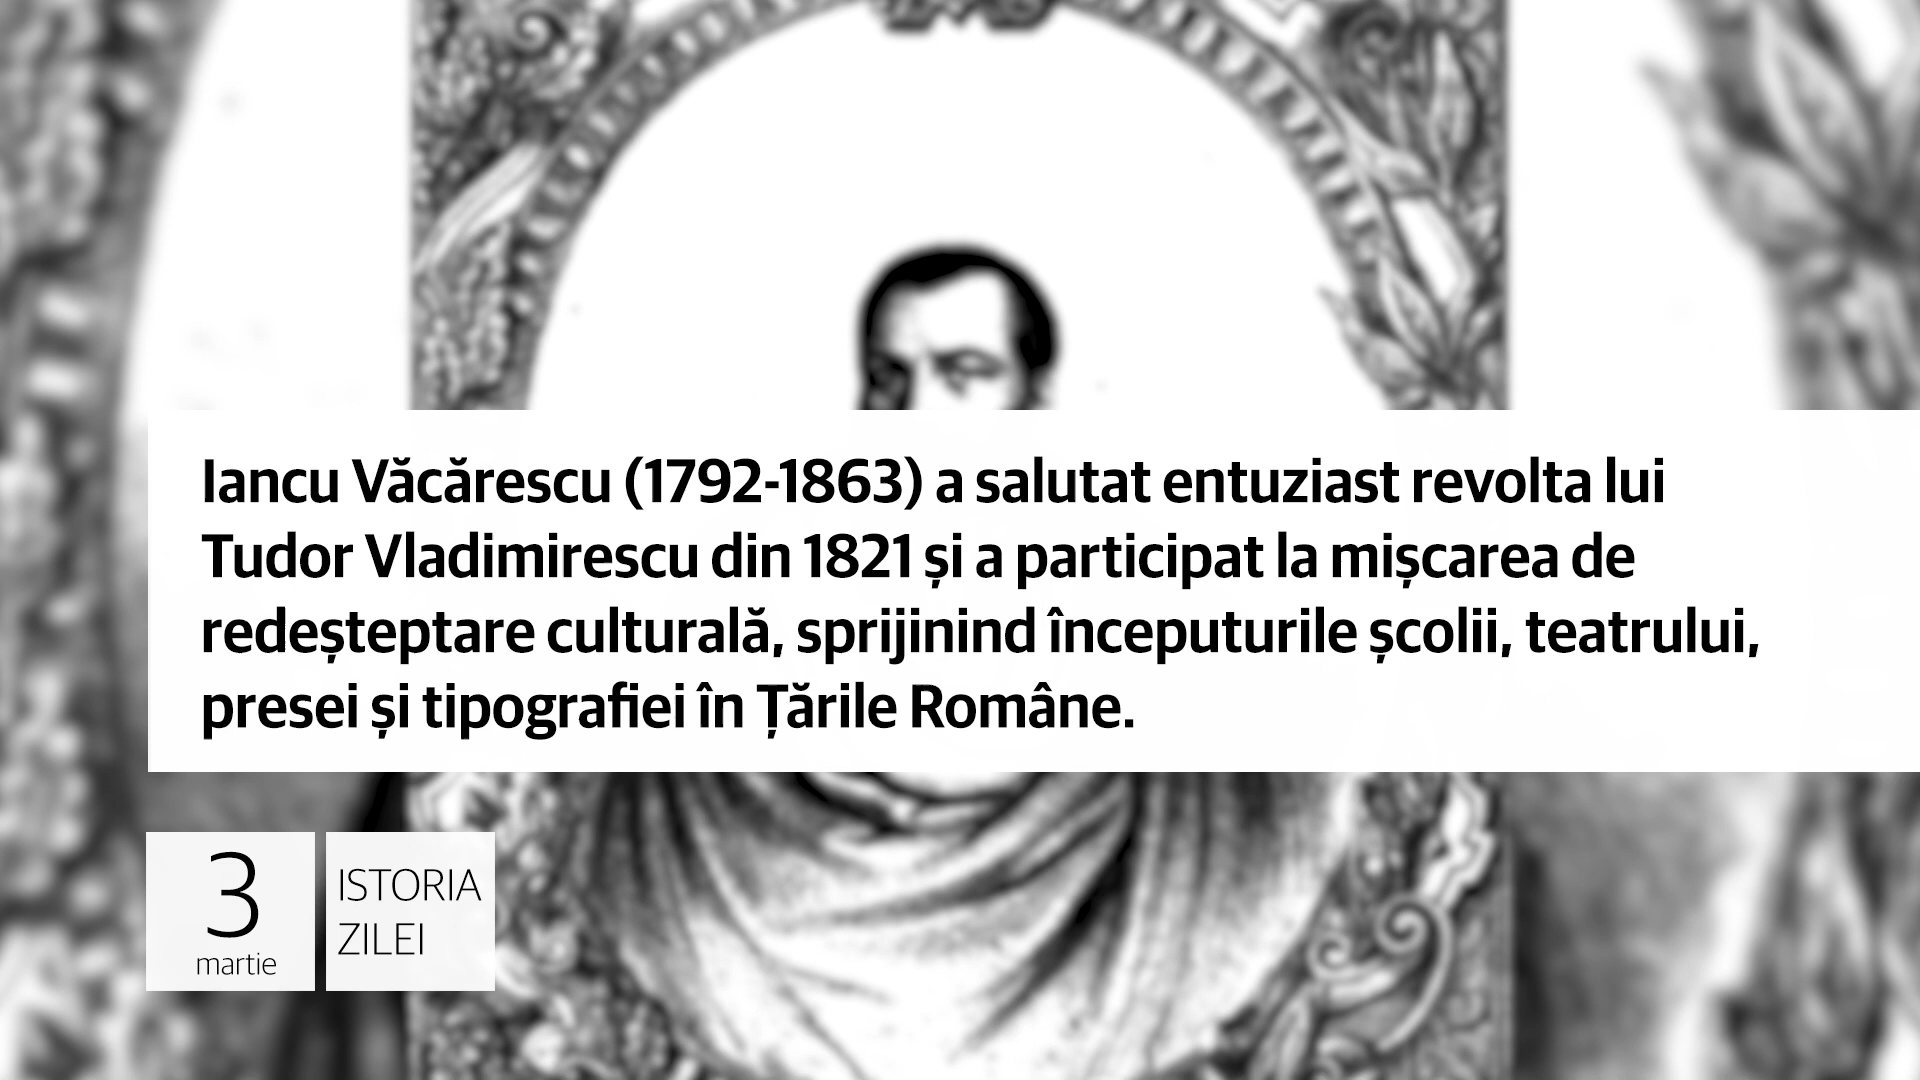 Iancu Văcărescu (1792-1863) a salutat entuziast revolta lui
Tudor Vladimirescu din 1821 și a participat la mișcarea de
redeșteptare culturală, sprijinind începuturile școlii, teatrului,
presei și tipografiei în Țările Române.
3
martie
ISTORIA
ZILEI